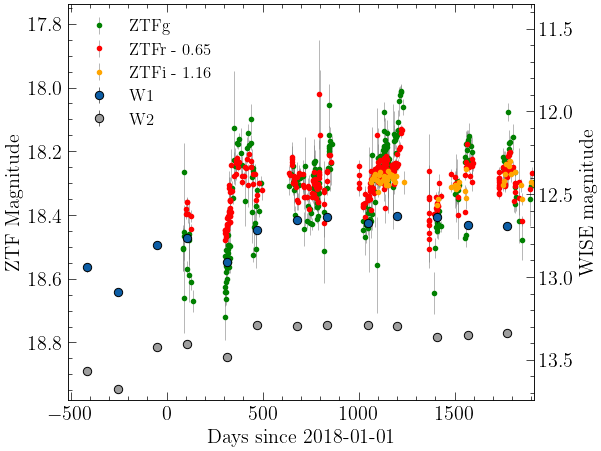 ZTFg
ZTFr - 0.65
ZTFi - 1.16
W1
W2
ZTF Magnitude
17.8
18.0
18.2
18.4
18.6
18.8
WISE magnitude
11.5
12.0
12.5
13.0
13.5
−500 0 500 1000 1500
Days since 2018-01-01